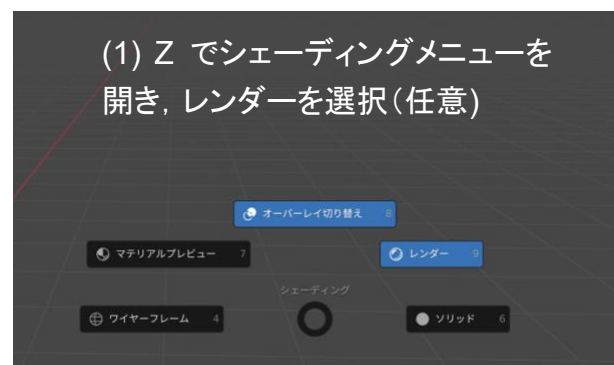 (1) Z でシェーディングメニューを
開き, レンダーを選択(任意)
オーバーレイ切り替え 8
マテリアルプレビュー 7
レンダー 9
シェーディング
ワイヤーフレーム 4
ソリッド 6